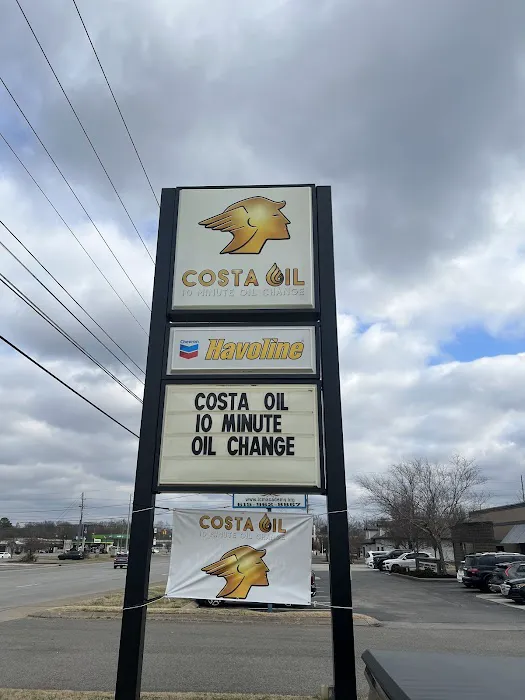 COSTA OIL
10 MINUTE OIL CHANGE
Chevron
Havoline
COSTA OIL
10 MINUTE
OIL CHANGE
COSTA OIL
10 MINUTE OIL CHANGE